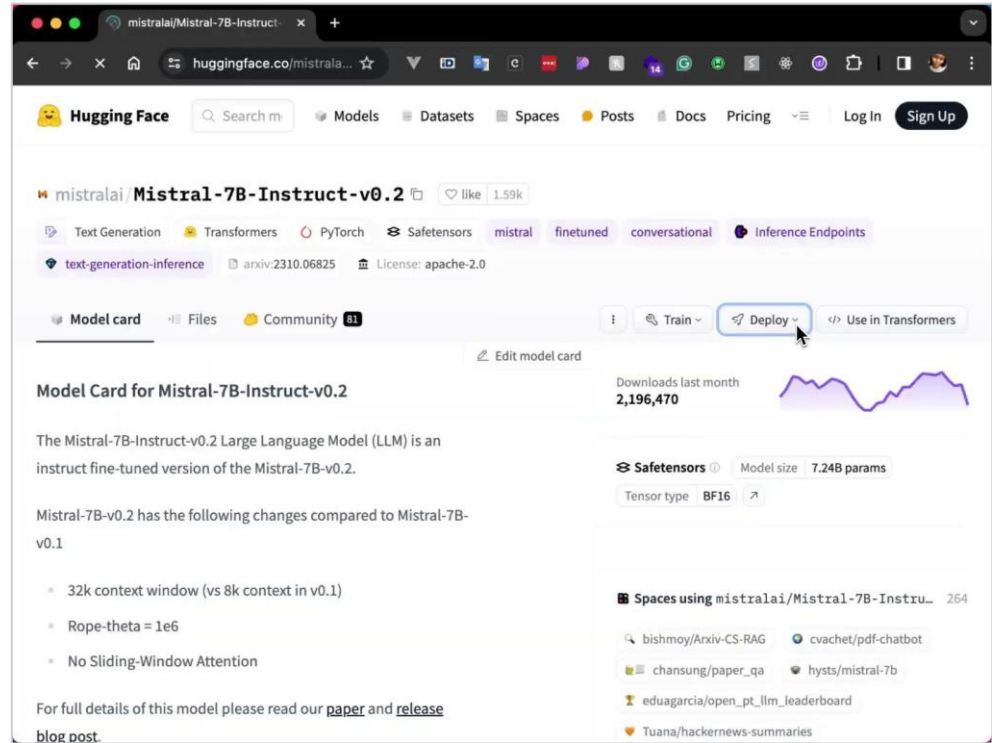 mistralai/Mistral-7B-Instruct-
huggingface.co/mistrala...
14
Hugging Face Search m Models Datasets Spaces Posts Docs Pricing Log In Sign Up
mistralai/Mistral-7B-Instruct-v0.2 like 1.59k
Text Generation Transformers PyTorch Safetensors mistral finetuned conversational Inference Endpoints
text-generation-inference arxiv:2310.06825 License: apache-2.0
Model card Files Community 81 Train Deploy </> Use in Transformers
Edit model card
Model Card for Mistral-7B-Instruct-v0.2
The Mistral-7B-Instruct-v0.2 Large Language Model (LLM) is an
instruct fine-tuned version of the Mistral-7B-v0.2.
Mistral-7B-v0.2 has the following changes compared to Mistral-7B-
v0.1
32k context window (vs 8k context in v0.1)
Rope-theta = 1e6
No Sliding-Window Attention
For full details of this model please read our paper and release
blog post.
Downloads last month
2,196,470
Safetensors Model size 7.24B params
Tensor type BF16
Spaces using mistralai/Mistral-7B-Instru… 264
bishmoy/Arxiv-CS-RAG cvachet/pdf-chatbot
chansung/paper_qa hysts/mistral-7b
eduagarcia/open_pt_llm_leaderboard
Tuana/hackernews-summaries